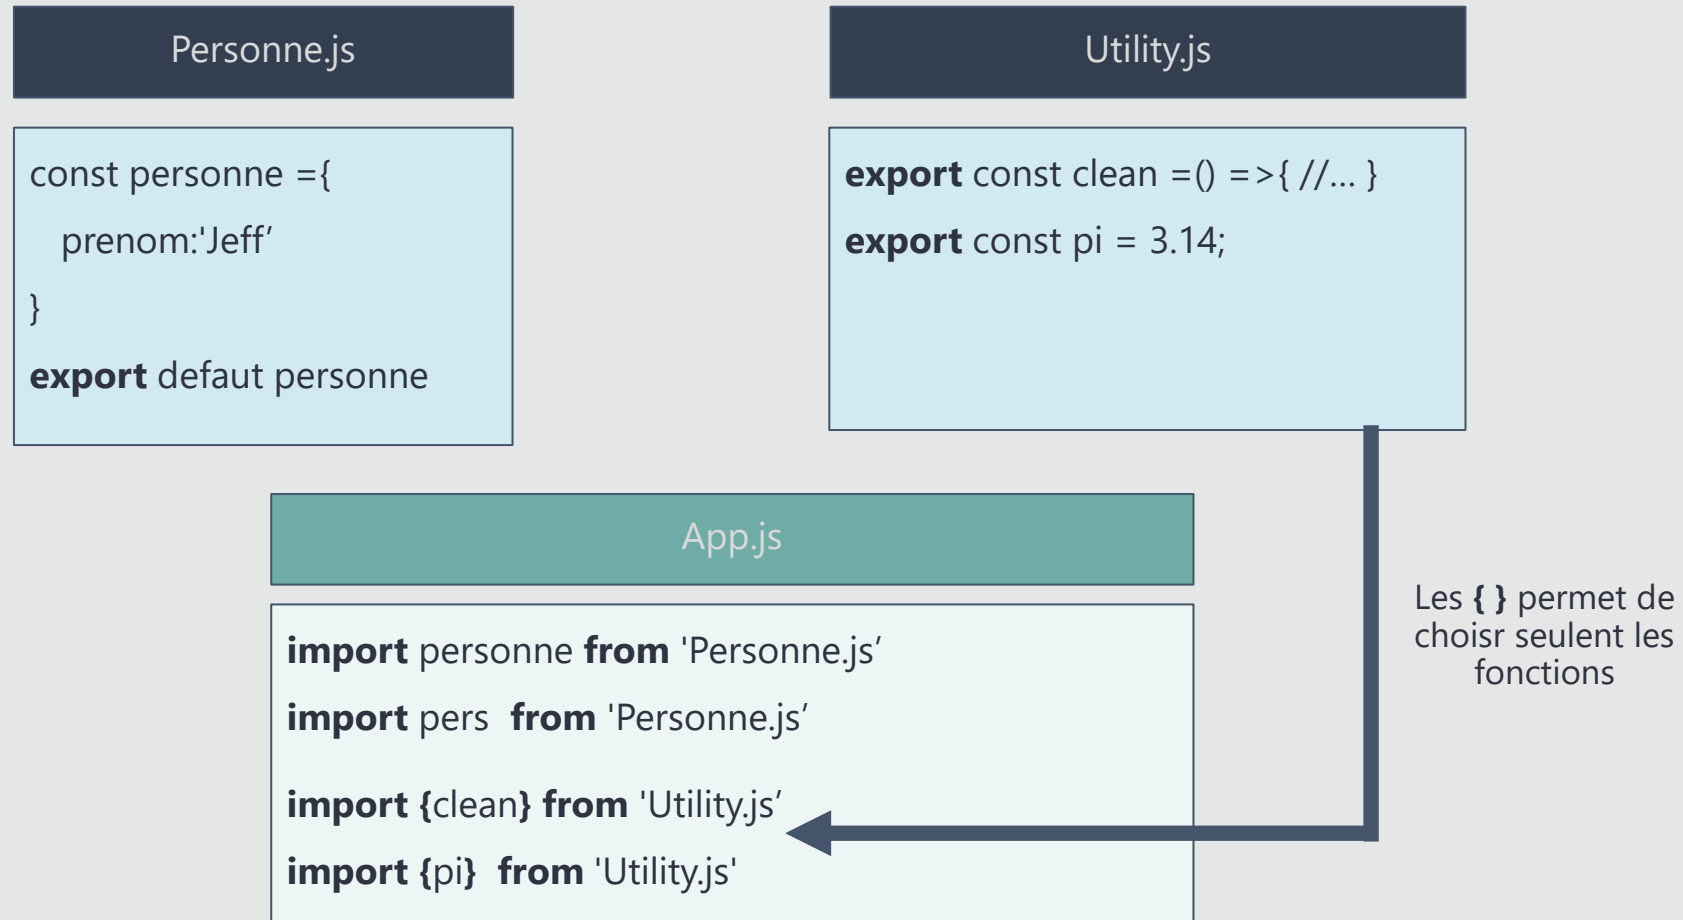 Personne.js
const personne ={
prenom:'Jeff’
}
export defaut personne
Utility.js
export const clean =() =>{ //... }
export const pi = 3.14;
App.js
import personne from 'Personne.js’
import pers  from 'Personne.js’
import {clean} from 'Utility.js’
import {pi}  from 'Utility.js'
Les { } permet de
choisr seulent les
fonctions